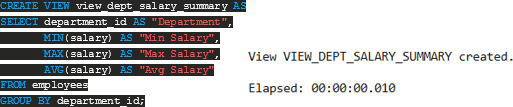 CREATE VIEW view_dept_salary_summary AS
SELECT department_id AS "Department",
MIN(salary) AS "Min Salary",
MAX(salary) AS "Max Salary",
AVG(salary) AS "Avg Salary"
FROM employees
GROUP BY department_id;
View VIEW_DEPT_SALARY_SUMMARY created.
Elapsed: 00:00:00.010